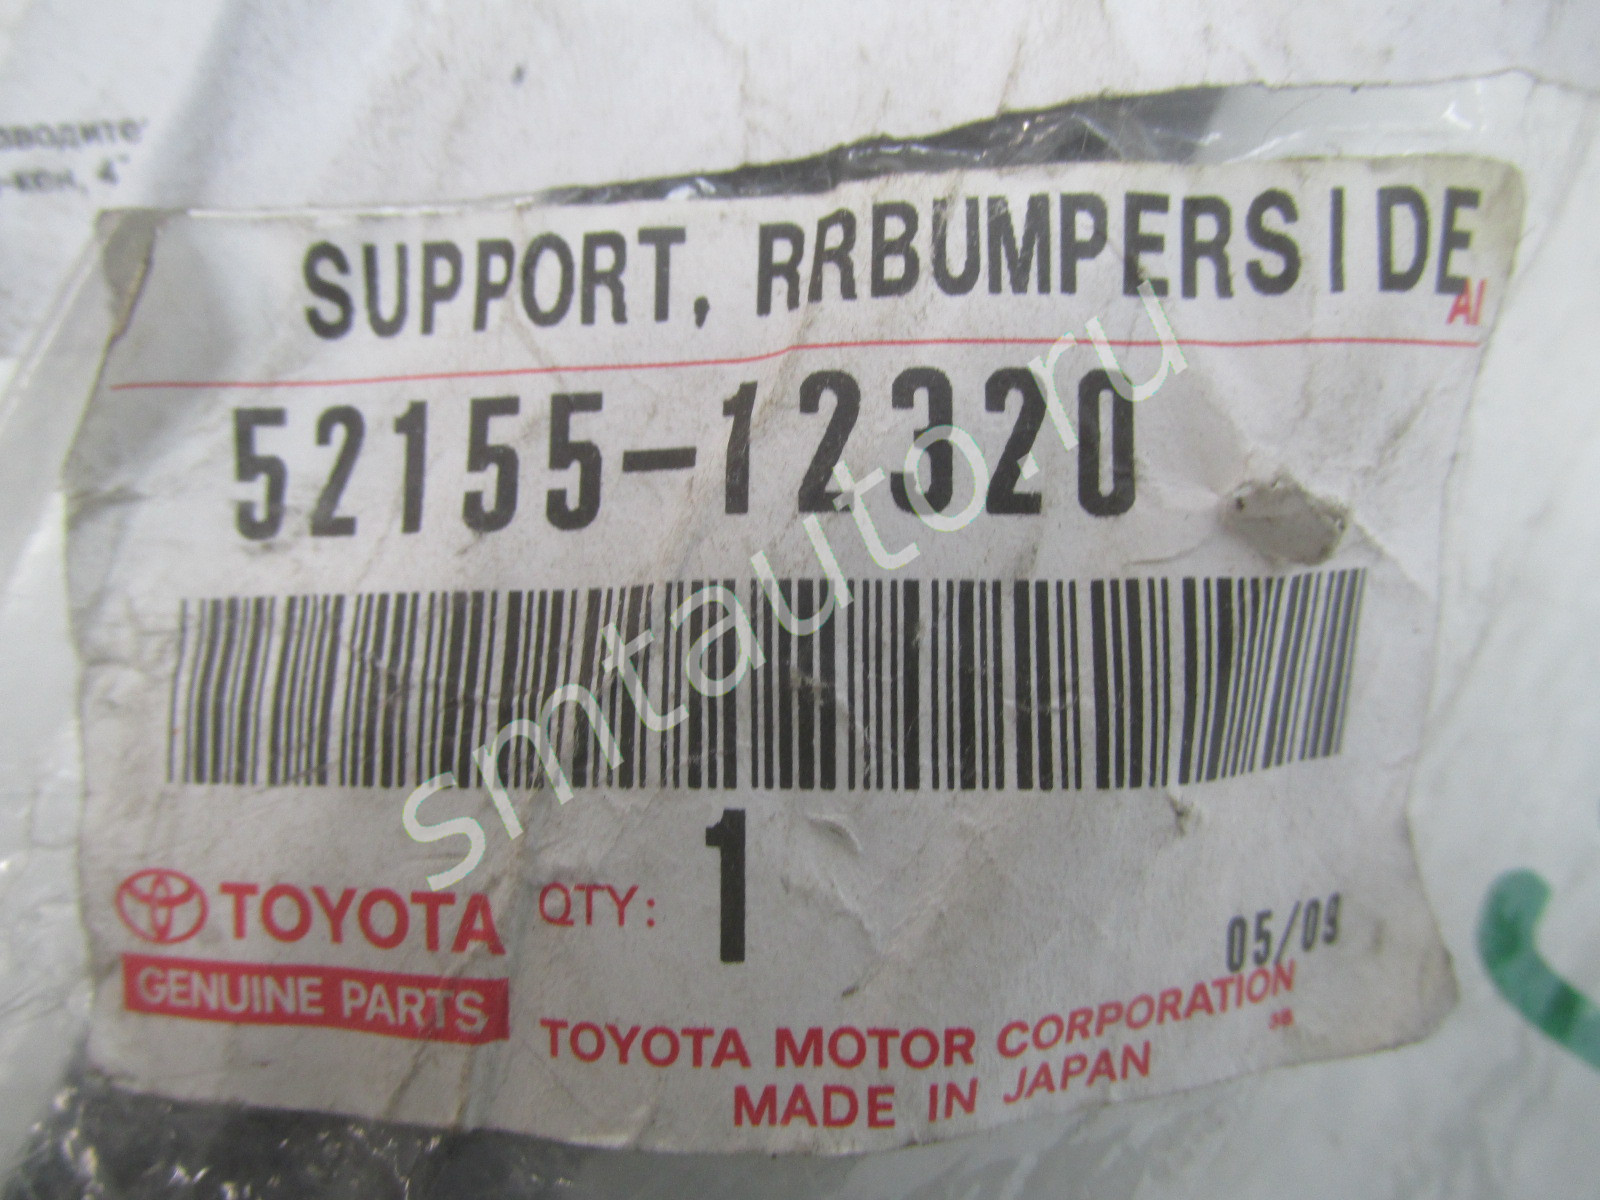 SUPPORT, RRBUMPERSIDE
AI
52155-12320
smtauto.ru
TOYOTA QTY: 1
GENUINE PARTS
05/09
TOYOTA MOTOR CORPORATION
MADE IN JAPAN